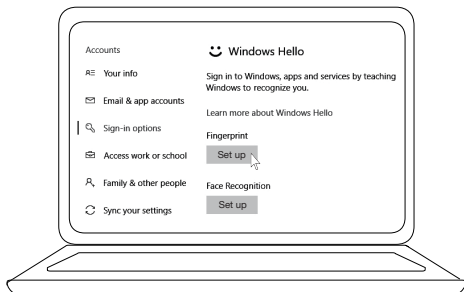 Accounts
Your info
Email & app accounts
Sign-in options
Access work or school
Family & other people
Sync your settings
Windows Hello
Sign in to Windows, apps and services by teaching
Windows to recognize you.
Learn more about Windows Hello
Fingerprint
Set up
Face Recognition
Set up